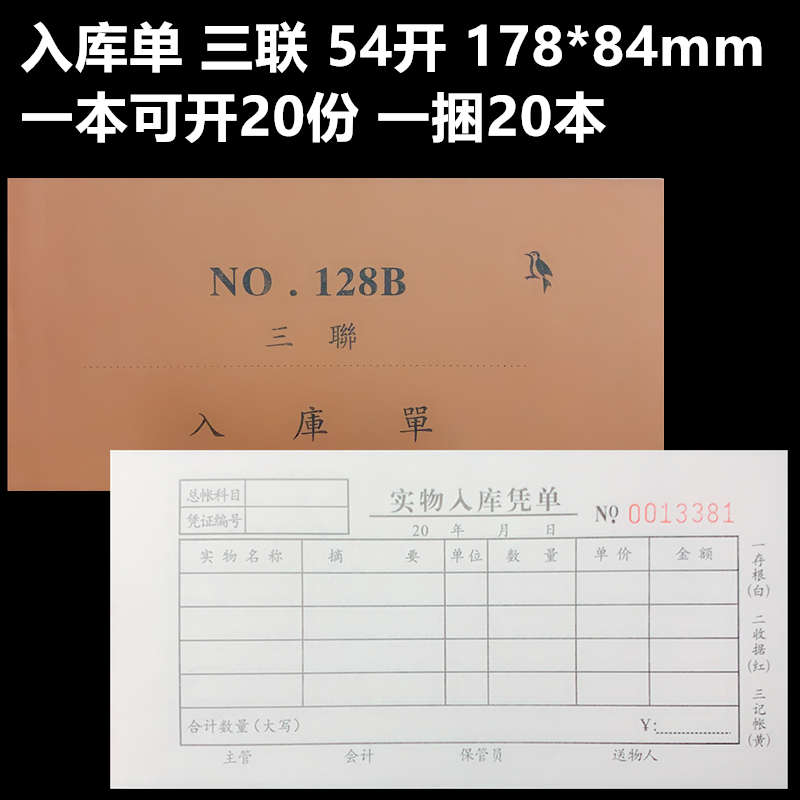 入库单 三联 54开 178*84mm
一本可开20份 一捆20本
NO . 128B
三 聯
入 庫 單
总帐科目
凭证编号
实物入库凭单
20 年 月 日
№ 0013381
实 物 名 称 摘 要 单位 数 量 单 价 金 额
合计数量（大写） ¥:
主管 会计 保管员 送物人
一存根(白) 二收据(红) 三记帐(黄)